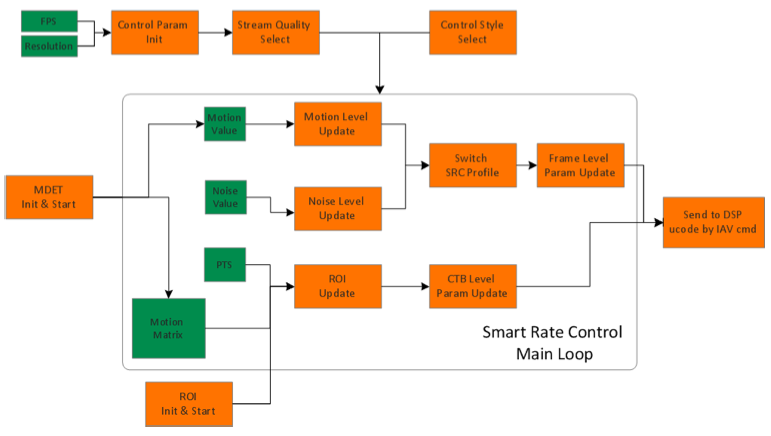 FPS
Resolution
Control Param
Init
Stream Quality
Select
Control Style
Select
Motion
Value
Motion Level
Update
Switch
SRC Profile
Frame Level
Param Update
MDET
Init & Start
Noise
Value
Noise Level
Update
Send to DSP
ucode by IAV cmd
PTS
ROI
Update
CTB Level
Param Update
Motion
Matrix
Smart Rate Control
Main Loop
ROI
Init & Start